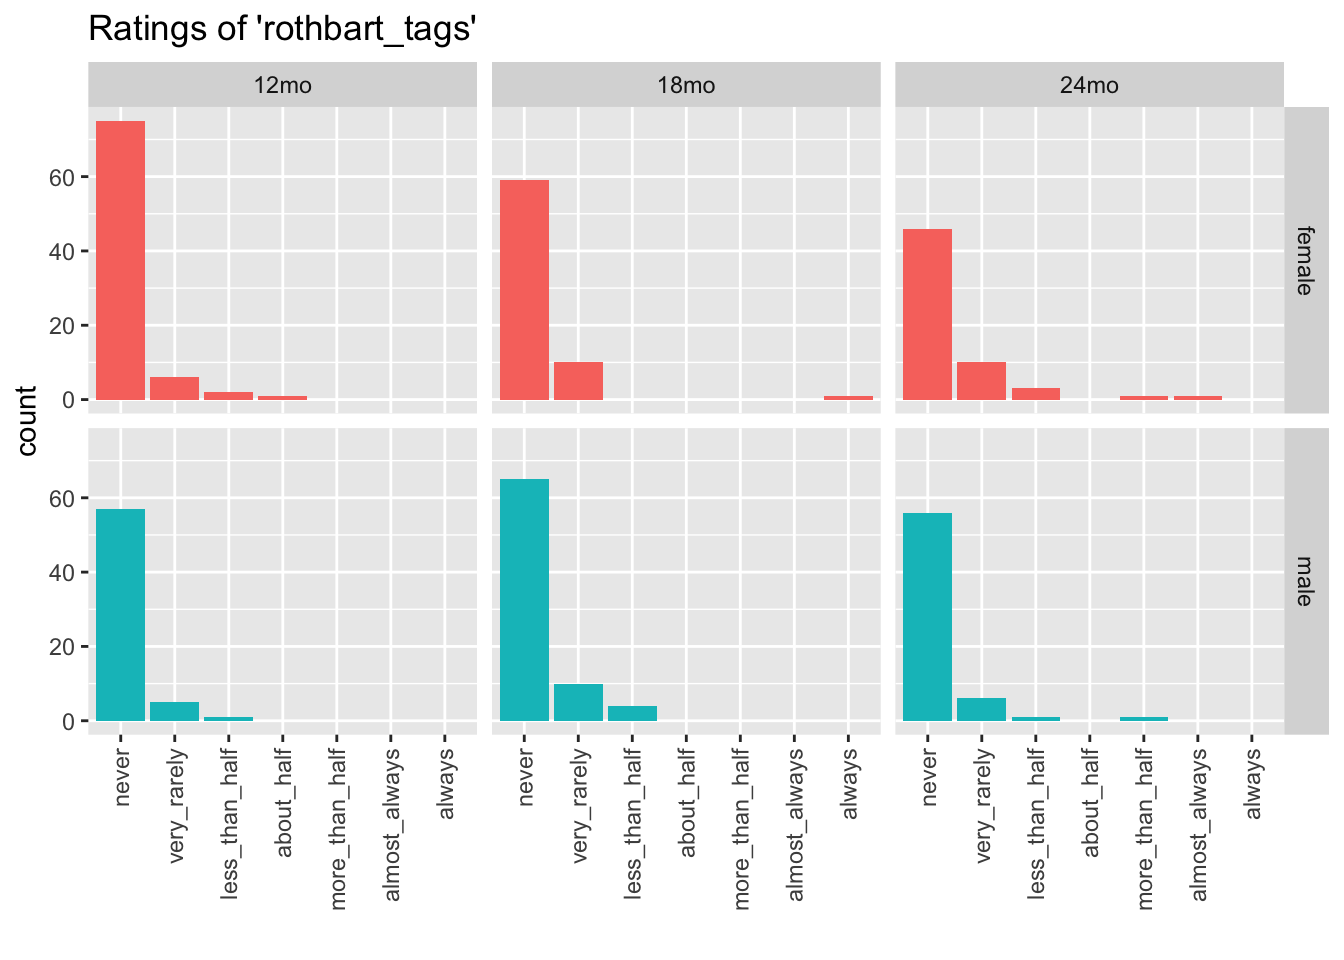 Ratings of 'rothbart_tags'
12mo 18mo 24mo
60
40
20
0
female
count
60
40
20
0
male
never very_rarely less_than_half about_half more_than_half almost_always always
never very_rarely less_than_half about_half more_than_half almost_always always
never very_rarely less_than_half about_half more_than_half almost_always always